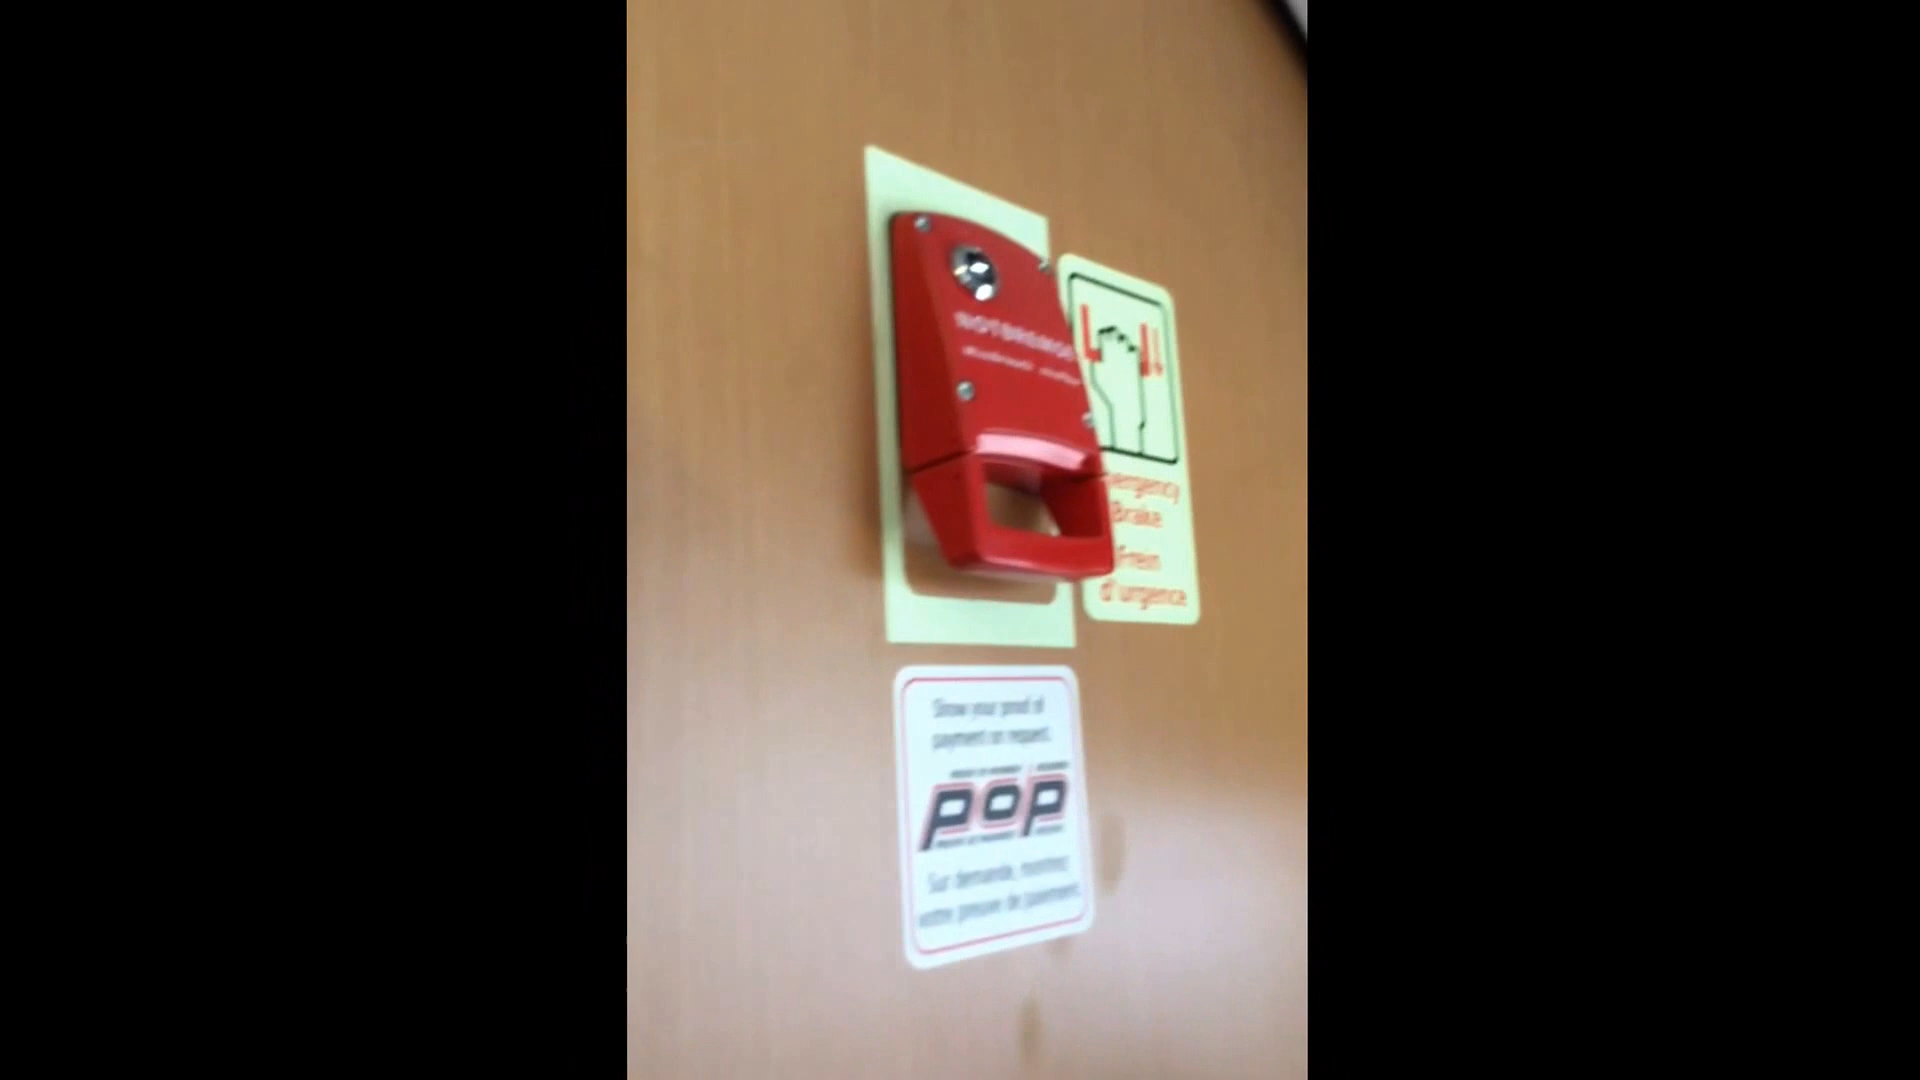 NOTBREMSE
Emergency
Brake
Frein
d'urgence
Show your proof of
payment on request.
pop
Sur demande, montrez
votre preuve de paiement.